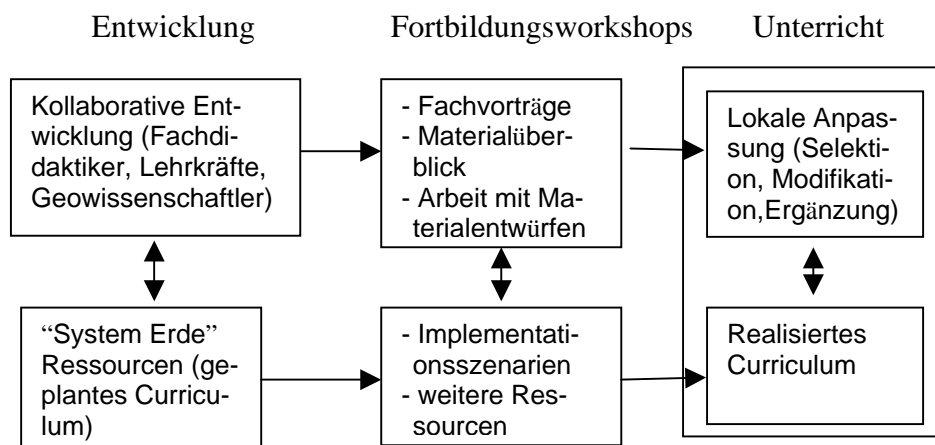 Entwicklung
Fortbildungsworkshops
Unterricht
Kollaborative Ent-
wicklung (Fachdi-
daktiker, Lehrkräfte,
Geowissenschaftler)
- Fachvorträge
- Materialüber-
blick
- Arbeit mit Ma-
terialentwürfen
Lokale Anpas-
sung (Selekti-
on, Modifikati-
on,Ergänzung)
“System Erde”
Ressourcen (ge-
plantes Curricu-
lum)
- Implementati-
onsszenarien
- weitere Res-
sourcen
Realisiertes
Curriculum